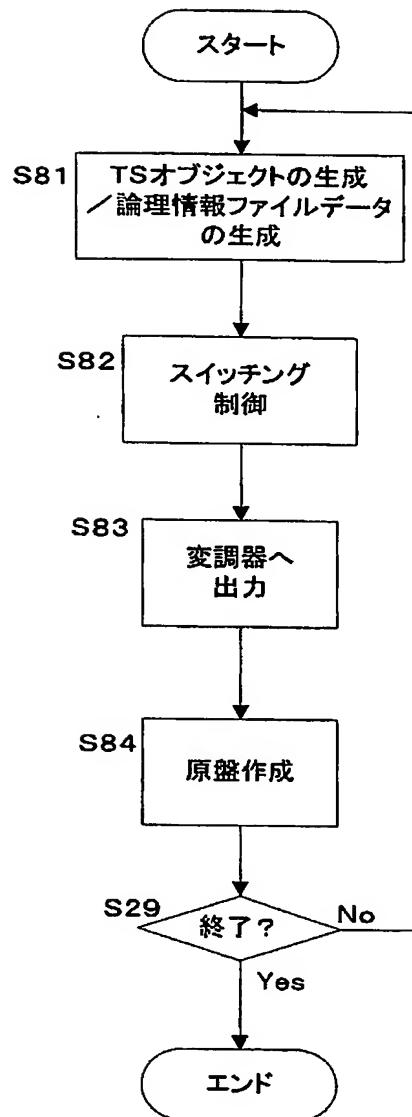 スタート
S81
TSオブジェクトの生成
／論理情報ファイルデータ
の生成
S82
スイッチング
制御
S83
変調器へ
出力
S84
原盤作成
S29
終了？
No
Yes
エンド